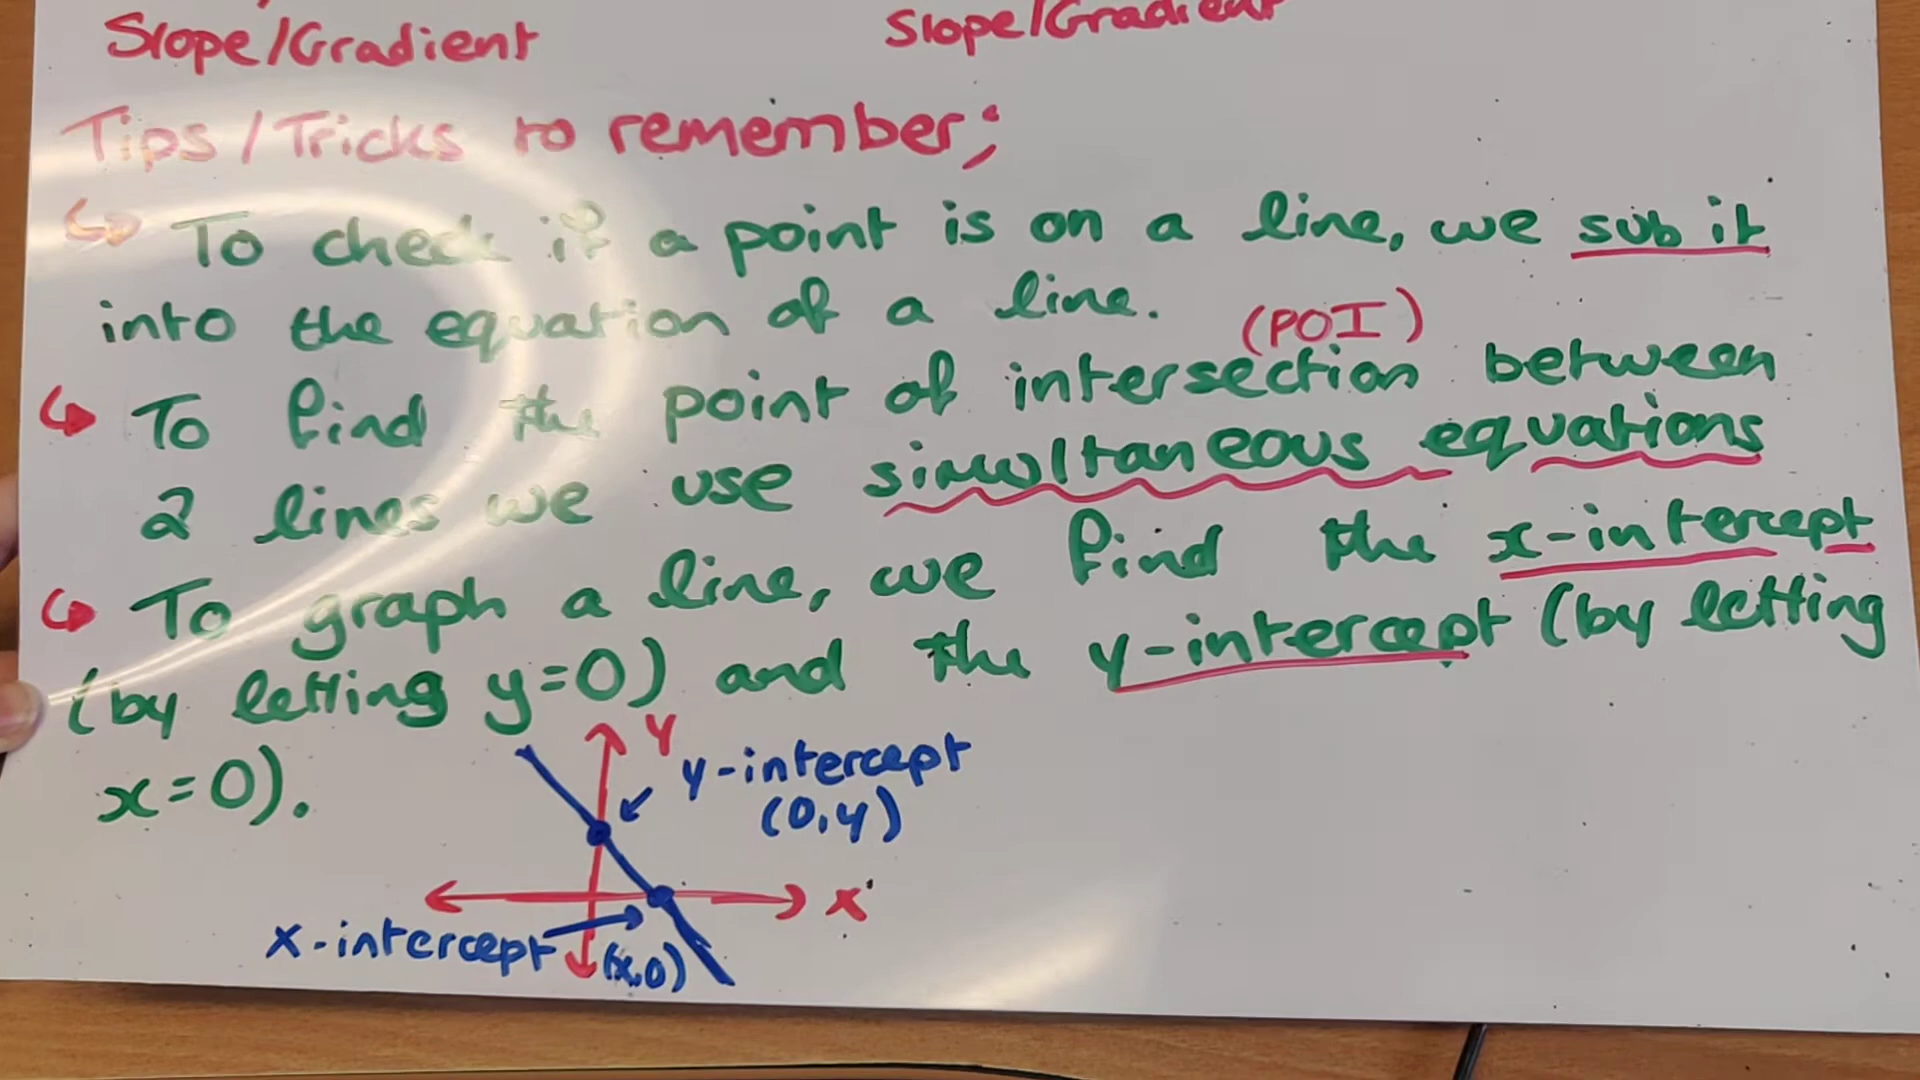 Slope/Gradient
Slope/Gradient
Tips/Tricks to remember;
↳ To check if a point is on a line, we sub it
into the equation of a line.
(POI)
↳ To find the point of intersection between
2 lines we use simultaneous equations
↳ To graph a line, we find the x-intercept
(by letting y=0) and the y-intercept (by letting
x=0).
y
y-intercept
(0,y)
x
x-intercept
(x,0)